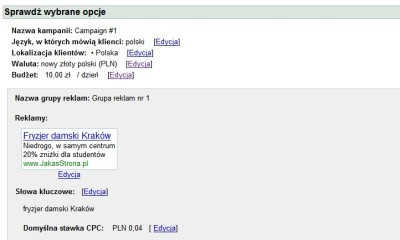 Sprawdź wybrane opcje
Nazwa kampanii: Campaign #1
Język, w których mówią klienci: polski [Edycja]
Lokalizacja klientów: • Polska [Edycja]
Waluta: nowy złoty polski (PLN) [Edycja]
Budżet: 10,00 zł / dzień [Edycja]
Nazwa grupy reklam: Grupa reklam nr 1
Reklamy:
Fryzjer damski Kraków
Niedrogo, w samym centrum
20% zniżki dla studentów
www.JakasStrona.pl
Edycja
Słowa kluczowe: [Edycja]
fryzjer damski Kraków
Domyślna stawka CPC: PLN 0,04 [ Edycja]